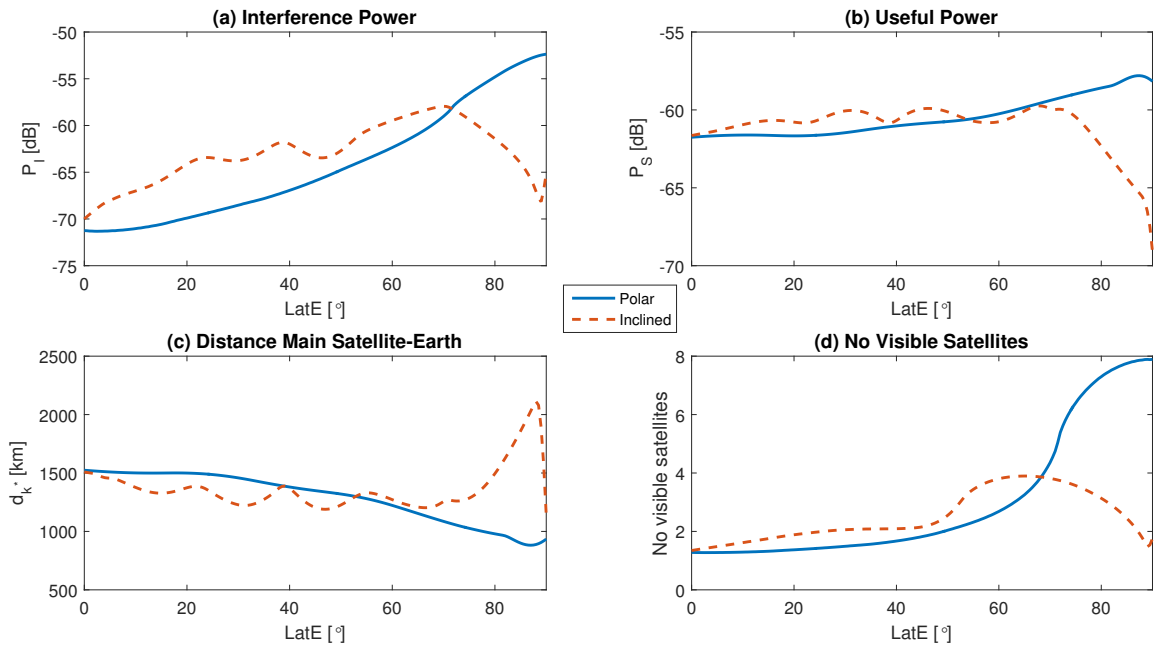 (a) Interference Power
P_I [dB]
-50
-55
-60
-65
-70
-75
0 20 40 60 80
LatE [°]
(b) Useful Power
P_S [dB]
-55
-60
-65
-70
0 20 40 60 80
LatE [°]
Polar
Inclined
(c) Distance Main Satellite-Earth
d_k* [km]
2500
2000
1500
1000
500
0 20 40 60 80
LatE [°]
(d) No Visible Satellites
No visible satellites
8
6
4
2
0
0 20 40 60 80
LatE [°]